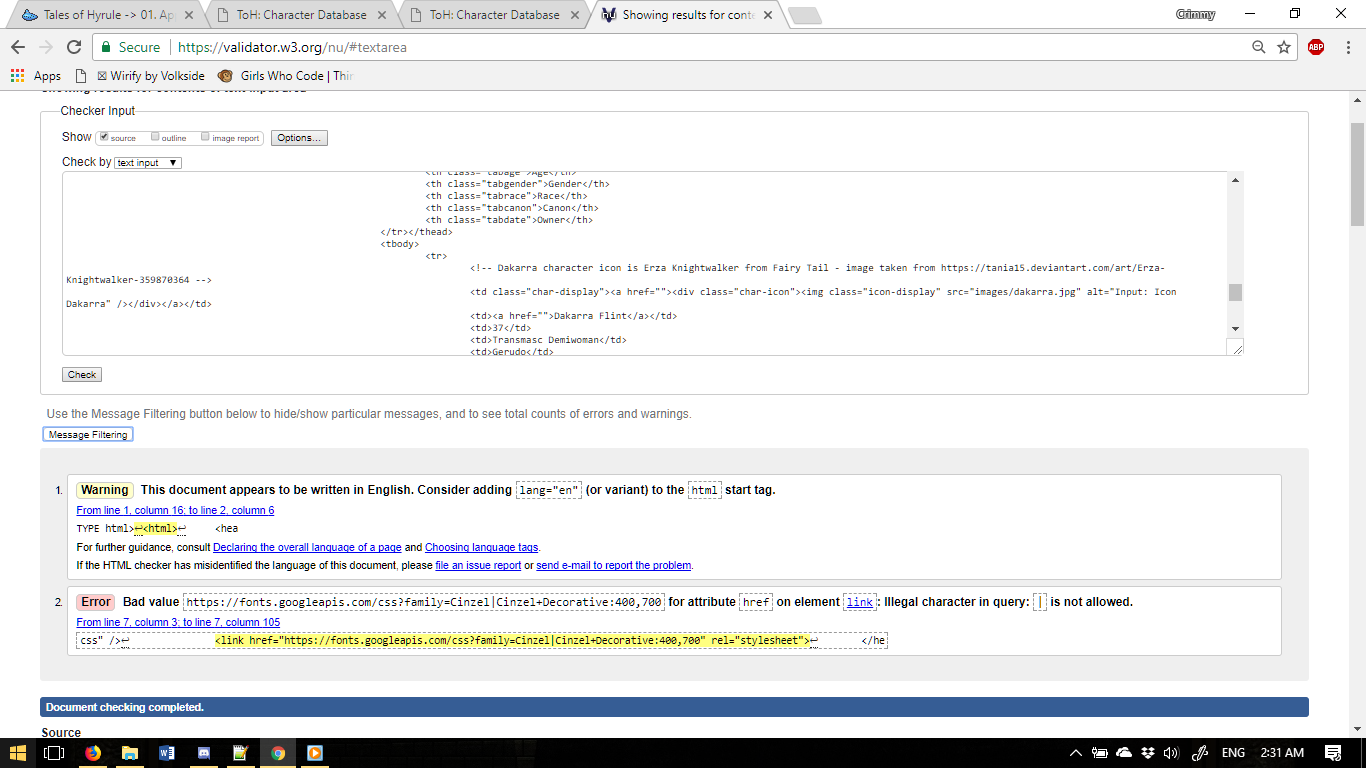 Tales of Hyrule -> 01. Ap
ToH: Character Database
ToH: Character Database
Showing results for conte
Crimmy
Secure
https://validator.w3.org/nu/#textarea
ABP
Apps
Wirify by Volkside
Girls Who Code | Thir
Showing results for contents of text-input area
Checker Input
Show source outline image report Options...
Check by text input
<th class="tabage">Age</th>
<th class="tabgender">Gender</th>
<th class="tabrace">Race</th>
<th class="tabcanon">Canon</th>
<th class="tabdate">Owner</th>
</tr></thead>
<tbody>
<tr>
<!-- Dakarra character icon is Erza Knightwalker from Fairy Tail - image taken from https://tania15.deviantart.com/art/Erza-
Knightwalker-359870364 -->
<td class="char-display"><a href=""><div class="char-icon"><img class="icon-display" src="images/dakarra.jpg" alt="Input: Icon
Dakarra" /></div></a></td>
<td><a href="">Dakarra Flint</a></td>
<td>37</td>
<td>Transmasc Demiwoman</td>
<td>Gerudo</td>
Check
Use the Message Filtering button below to hide/show particular messages, and to see total counts of errors and warnings.
Message Filtering
1. Warning This document appears to be written in English. Consider adding lang="en" (or variant) to the html start tag.
From line 1, column 16; to line 2, column 6
TYPE html>↩<html>↩ <hea
For further guidance, consult Declaring the overall language of a page and Choosing language tags.
If the HTML checker has misidentified the language of this document, please file an issue report or send e-mail to report the problem.
2. Error Bad value https://fonts.googleapis.com/css?family=Cinzel|Cinzel+Decorative:400,700 for attribute href on element link: Illegal character in query: | is not allowed.
From line 7, column 3; to line 7, column 105
css" />↩ <link href="https://fonts.googleapis.com/css?family=Cinzel|Cinzel+Decorative:400,700" rel="stylesheet">↩ </he
Document checking completed.
Source
ENG 2:31 AM